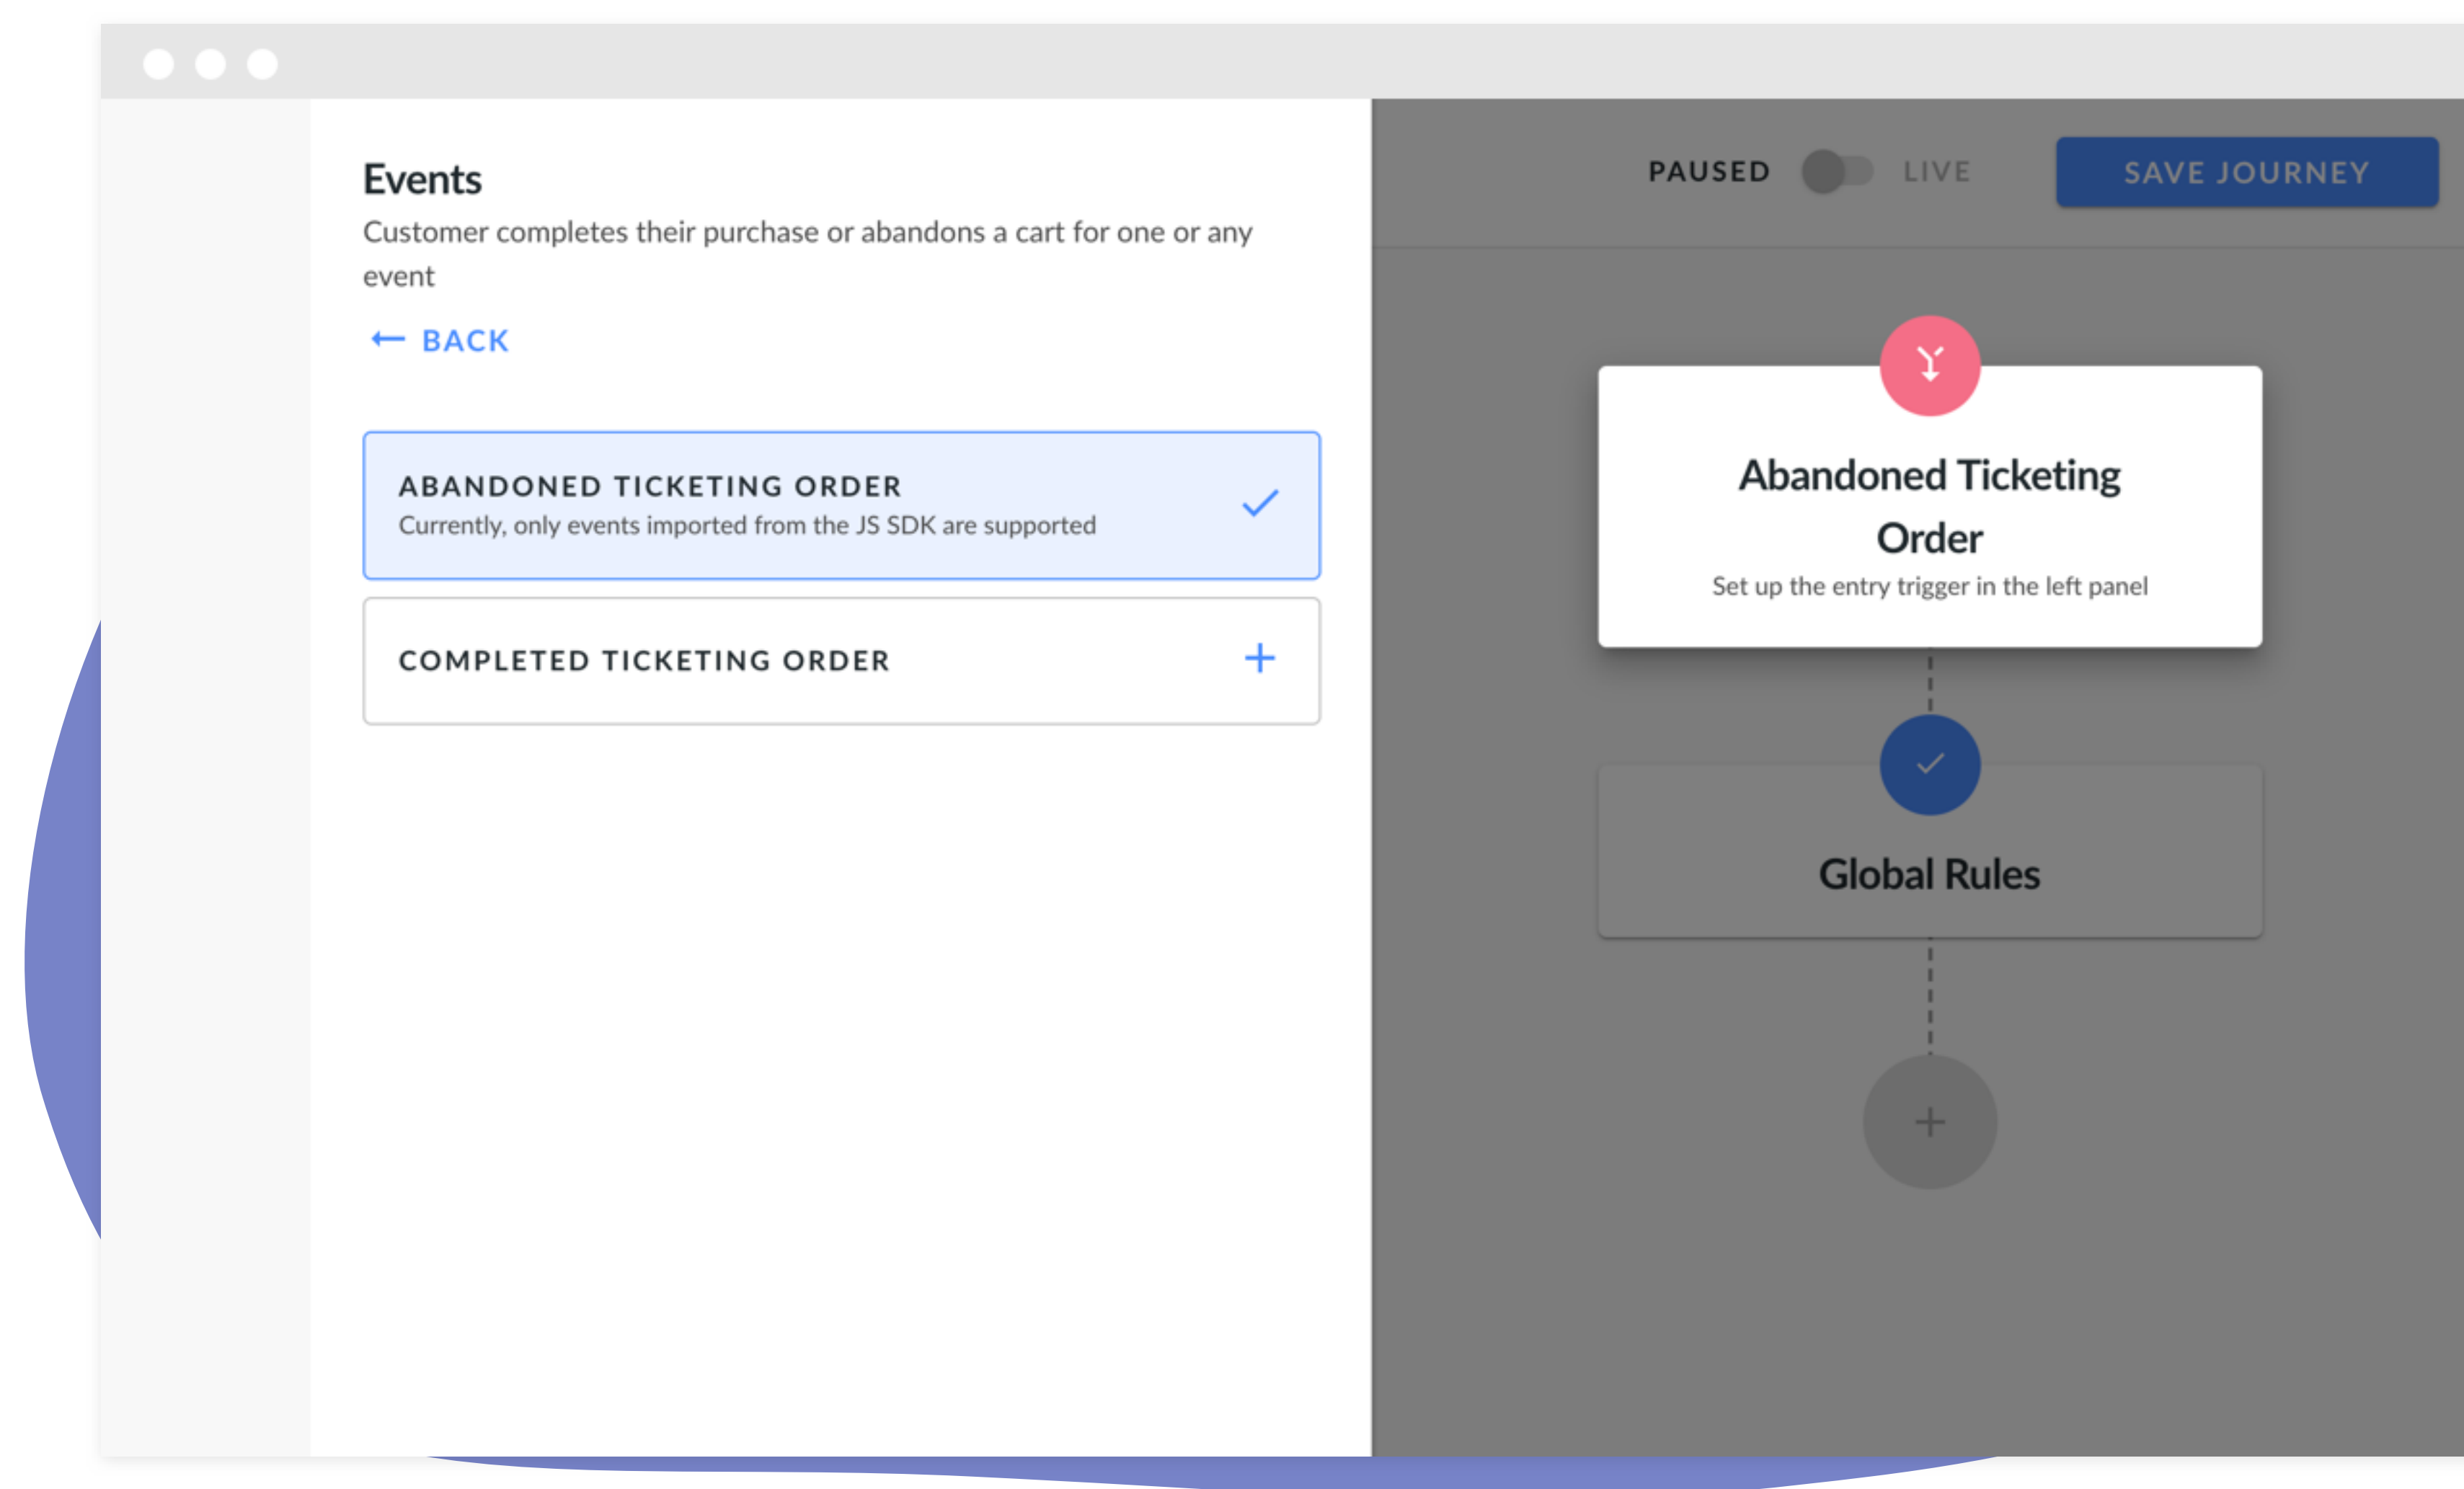 Events
Customer completes their purchase or abandons a cart for one or any
event
BACK
ABANDONED TICKETING ORDER
Currently, only events imported from the JS SDK are supported
COMPLETED TICKETING ORDER
PAUSED LIVE SAVE JOURNEY
Abandoned Ticketing
Order
Set up the entry trigger in the left panel
Global Rules